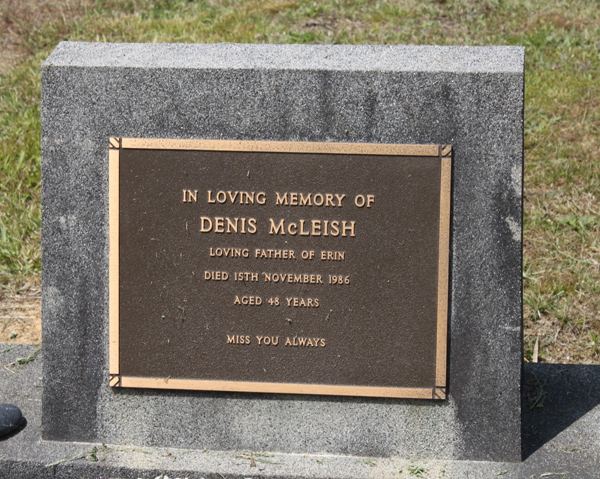 IN LOVING MEMORY OF
DENIS McLEISH
LOVING FATHER OF ERIN
DIED 15TH NOVEMBER 1986
AGED 48 YEARS
MISS YOU ALWAYS